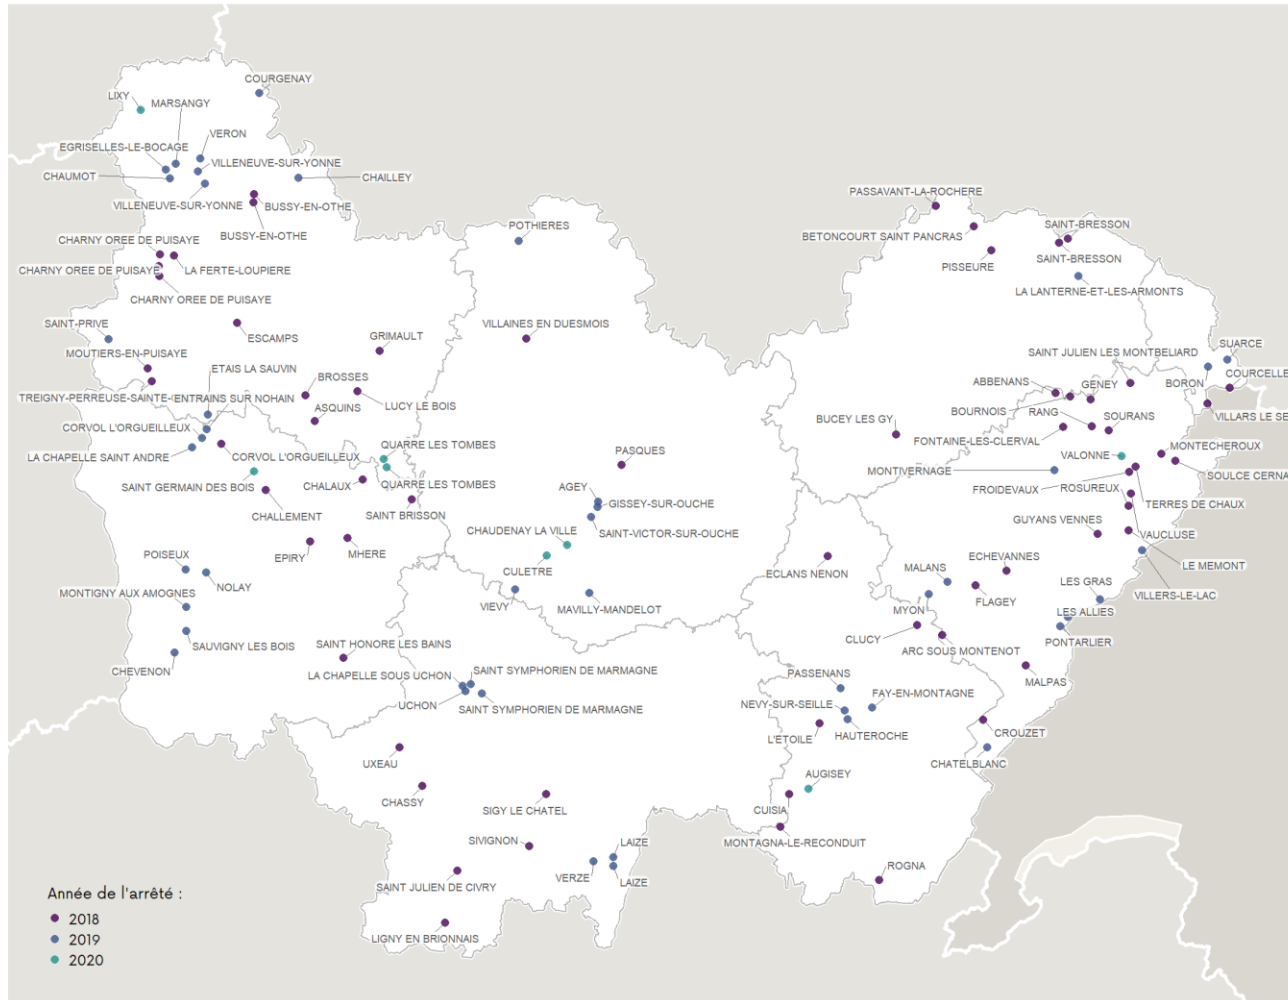 COURGENAY
LIXY
MARSANGY
VERON
EGRISELLES-LE-BOCAGE
VILLENEUVE-SUR-YONNE
CHAUMOT
CHAILLEY
VILLENEUVE-SUR-YONNE
BUSSY-EN-OTHE
BUSSY-EN-OTHE
CHARNY OREE DE PUISAYE
LA FERTE-LOUPIERE
CHARNY OREE DE PUISAYE
CHARNY OREE DE PUISAYE
SAINT-PRIVE
ESCAMPS
GRIMAULT
MOUTIERS-EN-PUISAYE
ETAIS LA SAUVIN
BROSSES
TREIGNY-PERREUSE-SAINTE-
ENTRAINS SUR NOHAIN
LUCY LE BOIS
ASQUINS
CORVOL L'ORGUEILLEUX
LA CHAPELLE SAINT ANDRE
CORVOL L'ORGUEILLEUX
QUARRE LES TOMBES
SAINT GERMAIN DES BOIS
CHALAUX
QUARRE LES TOMBES
CHALLEMENT
SAINT BRISSON
EPIRY
MHERE
POISEUX
NOLAY
MONTIGNY AUX AMOGNES
SAUVIGNY LES BOIS
CHEVENON
SAINT HONORE LES BAINS
POTHIERES
VILLAINES EN DUESMOIS
PASQUES
AGEY
GISSEY-SUR-OUCHE
CHAUDENAY LA VILLE
SAINT-VICTOR-SUR-OUCHE
CULETRE
VIEVY
MAVILLY-MANDELOT
LA CHAPELLE SOUS UCHON
SAINT SYMPHORIEN DE MARMAGNE
UCHON
SAINT SYMPHORIEN DE MARMAGNE
UXEAU
CHASSY
SIGY LE CHATEL
SIVIGNON
LAIZE
VERZE
LAIZE
SAINT JULIEN DE CIVRY
LIGNY EN BRIONNAIS
PASSAVANT-LA-ROCHERE
BETONCOURT SAINT PANCRAS
SAINT-BRESSON
PISSEURE
SAINT-BRESSON
LA LANTERNE-ET-LES-ARMONTS
SUARCE
SAINT JULIEN LES MONTBELIARD
COURCELLE
ABBENANS
GENEY
BORON
BOURNOIS
RANG
VILLARS LE SE
BUCEY LES GY
SOURANS
FONTAINE-LES-CLERVAL
MONTECHEROUX
VALONNE
MONTIVERNAGE
SOULCE CERNA
FROIDEVAUX
ROSUREUX
TERRES DE CHAUX
GUYANS VENNES
VAUCLUSE
ECHEVANNES
LE MEMONT
ECLANS NENON
MALANS
LES GRAS
VILLERS-LE-LAC
FLAGEY
MYON
LES ALLIES
CLUCY
PONTARLIER
ARC SOUS MONTENOT
MALPAS
PASSENANS
FAY-EN-MONTAGNE
NEVY-SUR-SEILLE
CROUZET
L'ETOILE
HAUTEROCHE
CHATELBLANC
AUGISEY
CUISIA
MONTAGNA-LE-RECONDUIT
ROGNA
Année de l'arrêté :
2018
2019
2020